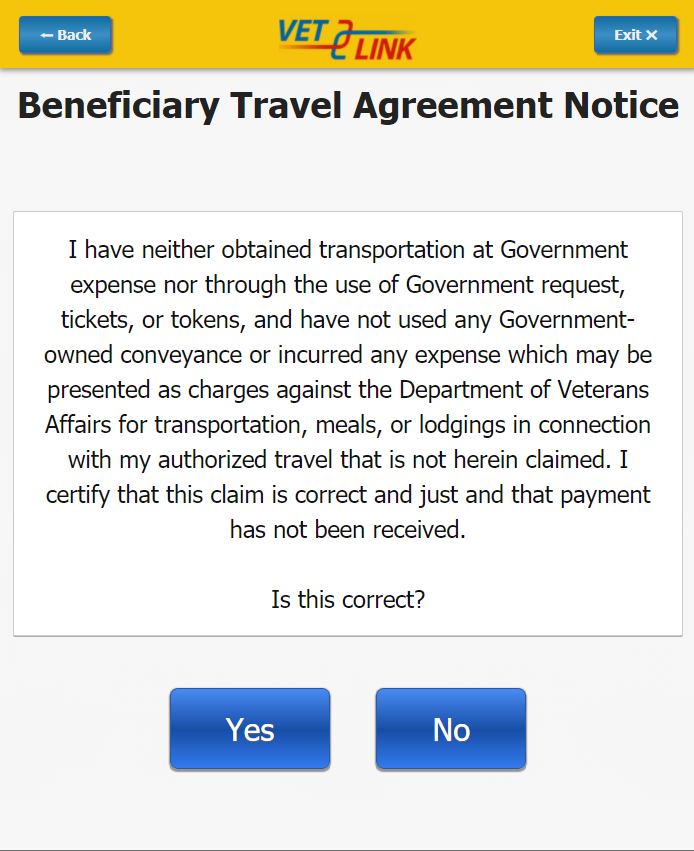 ← Back
VET LINK
Exit ×
Beneficiary Travel Agreement Notice
I have neither obtained transportation at Government
expense nor through the use of Government request,
tickets, or tokens, and have not used any Government-
owned conveyance or incurred any expense which may be
presented as charges against the Department of Veterans
Affairs for transportation, meals, or lodgings in connection
with my authorized travel that is not herein claimed. I
certify that this claim is correct and just and that payment
has not been received.
Is this correct?
Yes
No